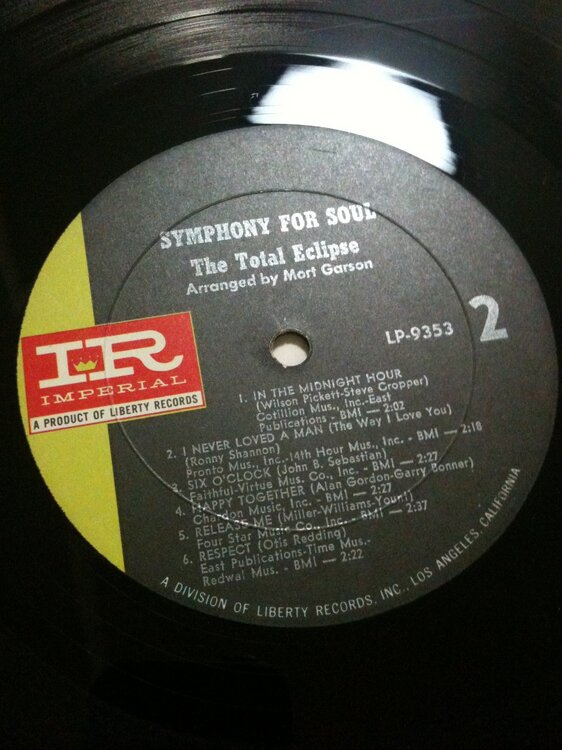 SYMPHONY FOR SOUL
The Total Eclipse
Arranged by Mort Garson
LP-9353
2
IR
IMPERIAL
A PRODUCT OF LIBERTY RECORDS
1. IN THE MIDNIGHT HOUR
(Wilson Pickett-Steve Cropper)
Cotillion Mus., Inc.-East
Publications - BMI — 2:02
2. I NEVER LOVED A MAN (The Way I Love You)
(Ronny Shannon)
Pronto Mus., Inc.-14th Hour Mus., Inc. - BMI — 2:18
3. SIX O'CLOCK (John B. Sebastian)
Faithful-Virtue Mus. Co., Inc. - BMI — 2:27
4. HAPPY TOGETHER (Alan Gordon-Garry Bonner)
Chardon Music, Inc. - BMI — 2:27
5. RELEASE ME (Miller-Williams-Yount)
Four Star Music Co., Inc. - BMI — 2:37
6. RESPECT (Otis Redding)
East Publications-Time Mus.-
Redwal Mus. - BMI — 2:22
A DIVISION OF LIBERTY RECORDS, INC., LOS ANGELES, CALIFORNIA